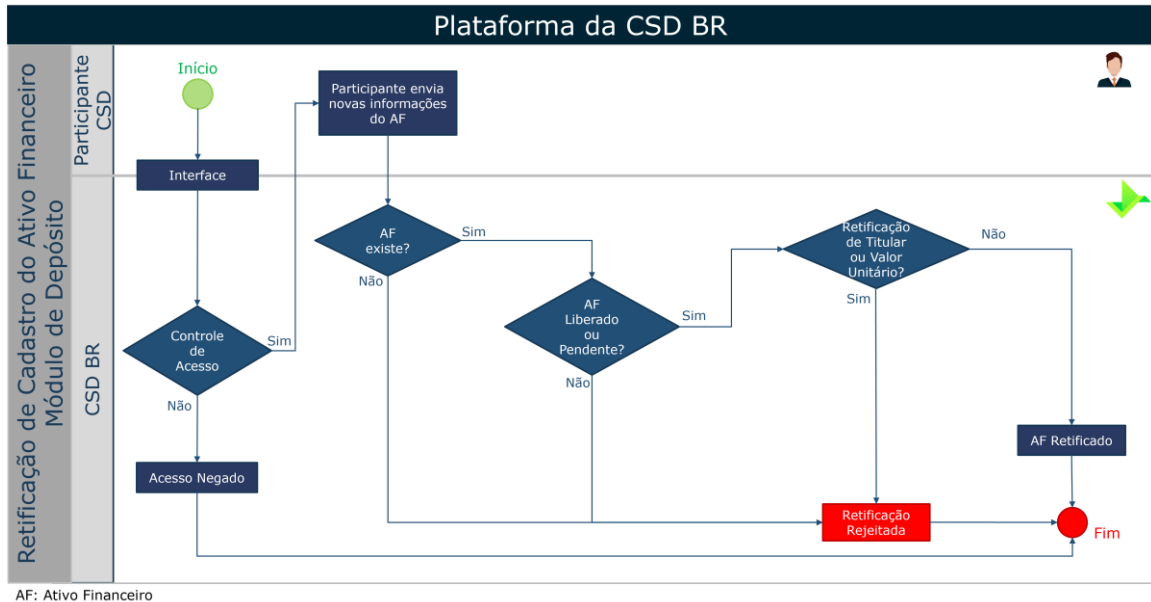 Plataforma da CSD BR
Retificação de Cadastro do Ativo Financeiro
Módulo de Depósito
Participante
CSD
CSD BR
Início
Interface
Controle
de
Acesso
Sim
Não
Acesso Negado
Participante envia
novas informações
do AF
AF
existe?
Sim
Não
AF
Liberado
ou
Pendente?
Sim
Não
Retificação
de Titular
ou Valor
Unitário?
Não
Sim
AF Retificado
Retificação
Rejeitada
Fim
AF: Ativo Financeiro